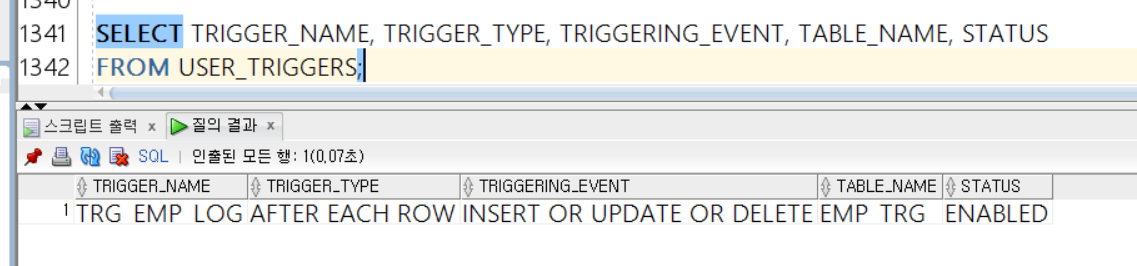 1340
1341 SELECT TRIGGER_NAME, TRIGGER_TYPE, TRIGGERING_EVENT, TABLE_NAME, STATUS
1342 FROM USER_TRIGGERS;
스크립트 출력 x 질의 결과 x
SQL | 인출된 모든 행: 1(0,07초)
TRIGGER_NAME TRIGGER_TYPE TRIGGERING_EVENT TABLE_NAME STATUS
1 TRG_EMP_LOG AFTER EACH ROW INSERT OR UPDATE OR DELETE EMP_TRG ENABLED